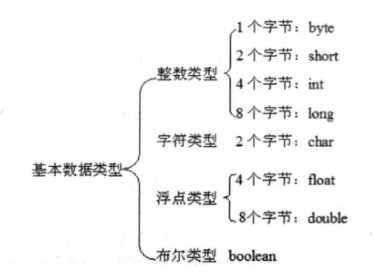 1 个字节：byte
2 个字节：short
整数类型
4 个字节：int
8 个字节：long
字符类型 2 个字节：char
基本数据类型
4 个字节：float
浮点类型
8个字节：double
布尔类型 boolean